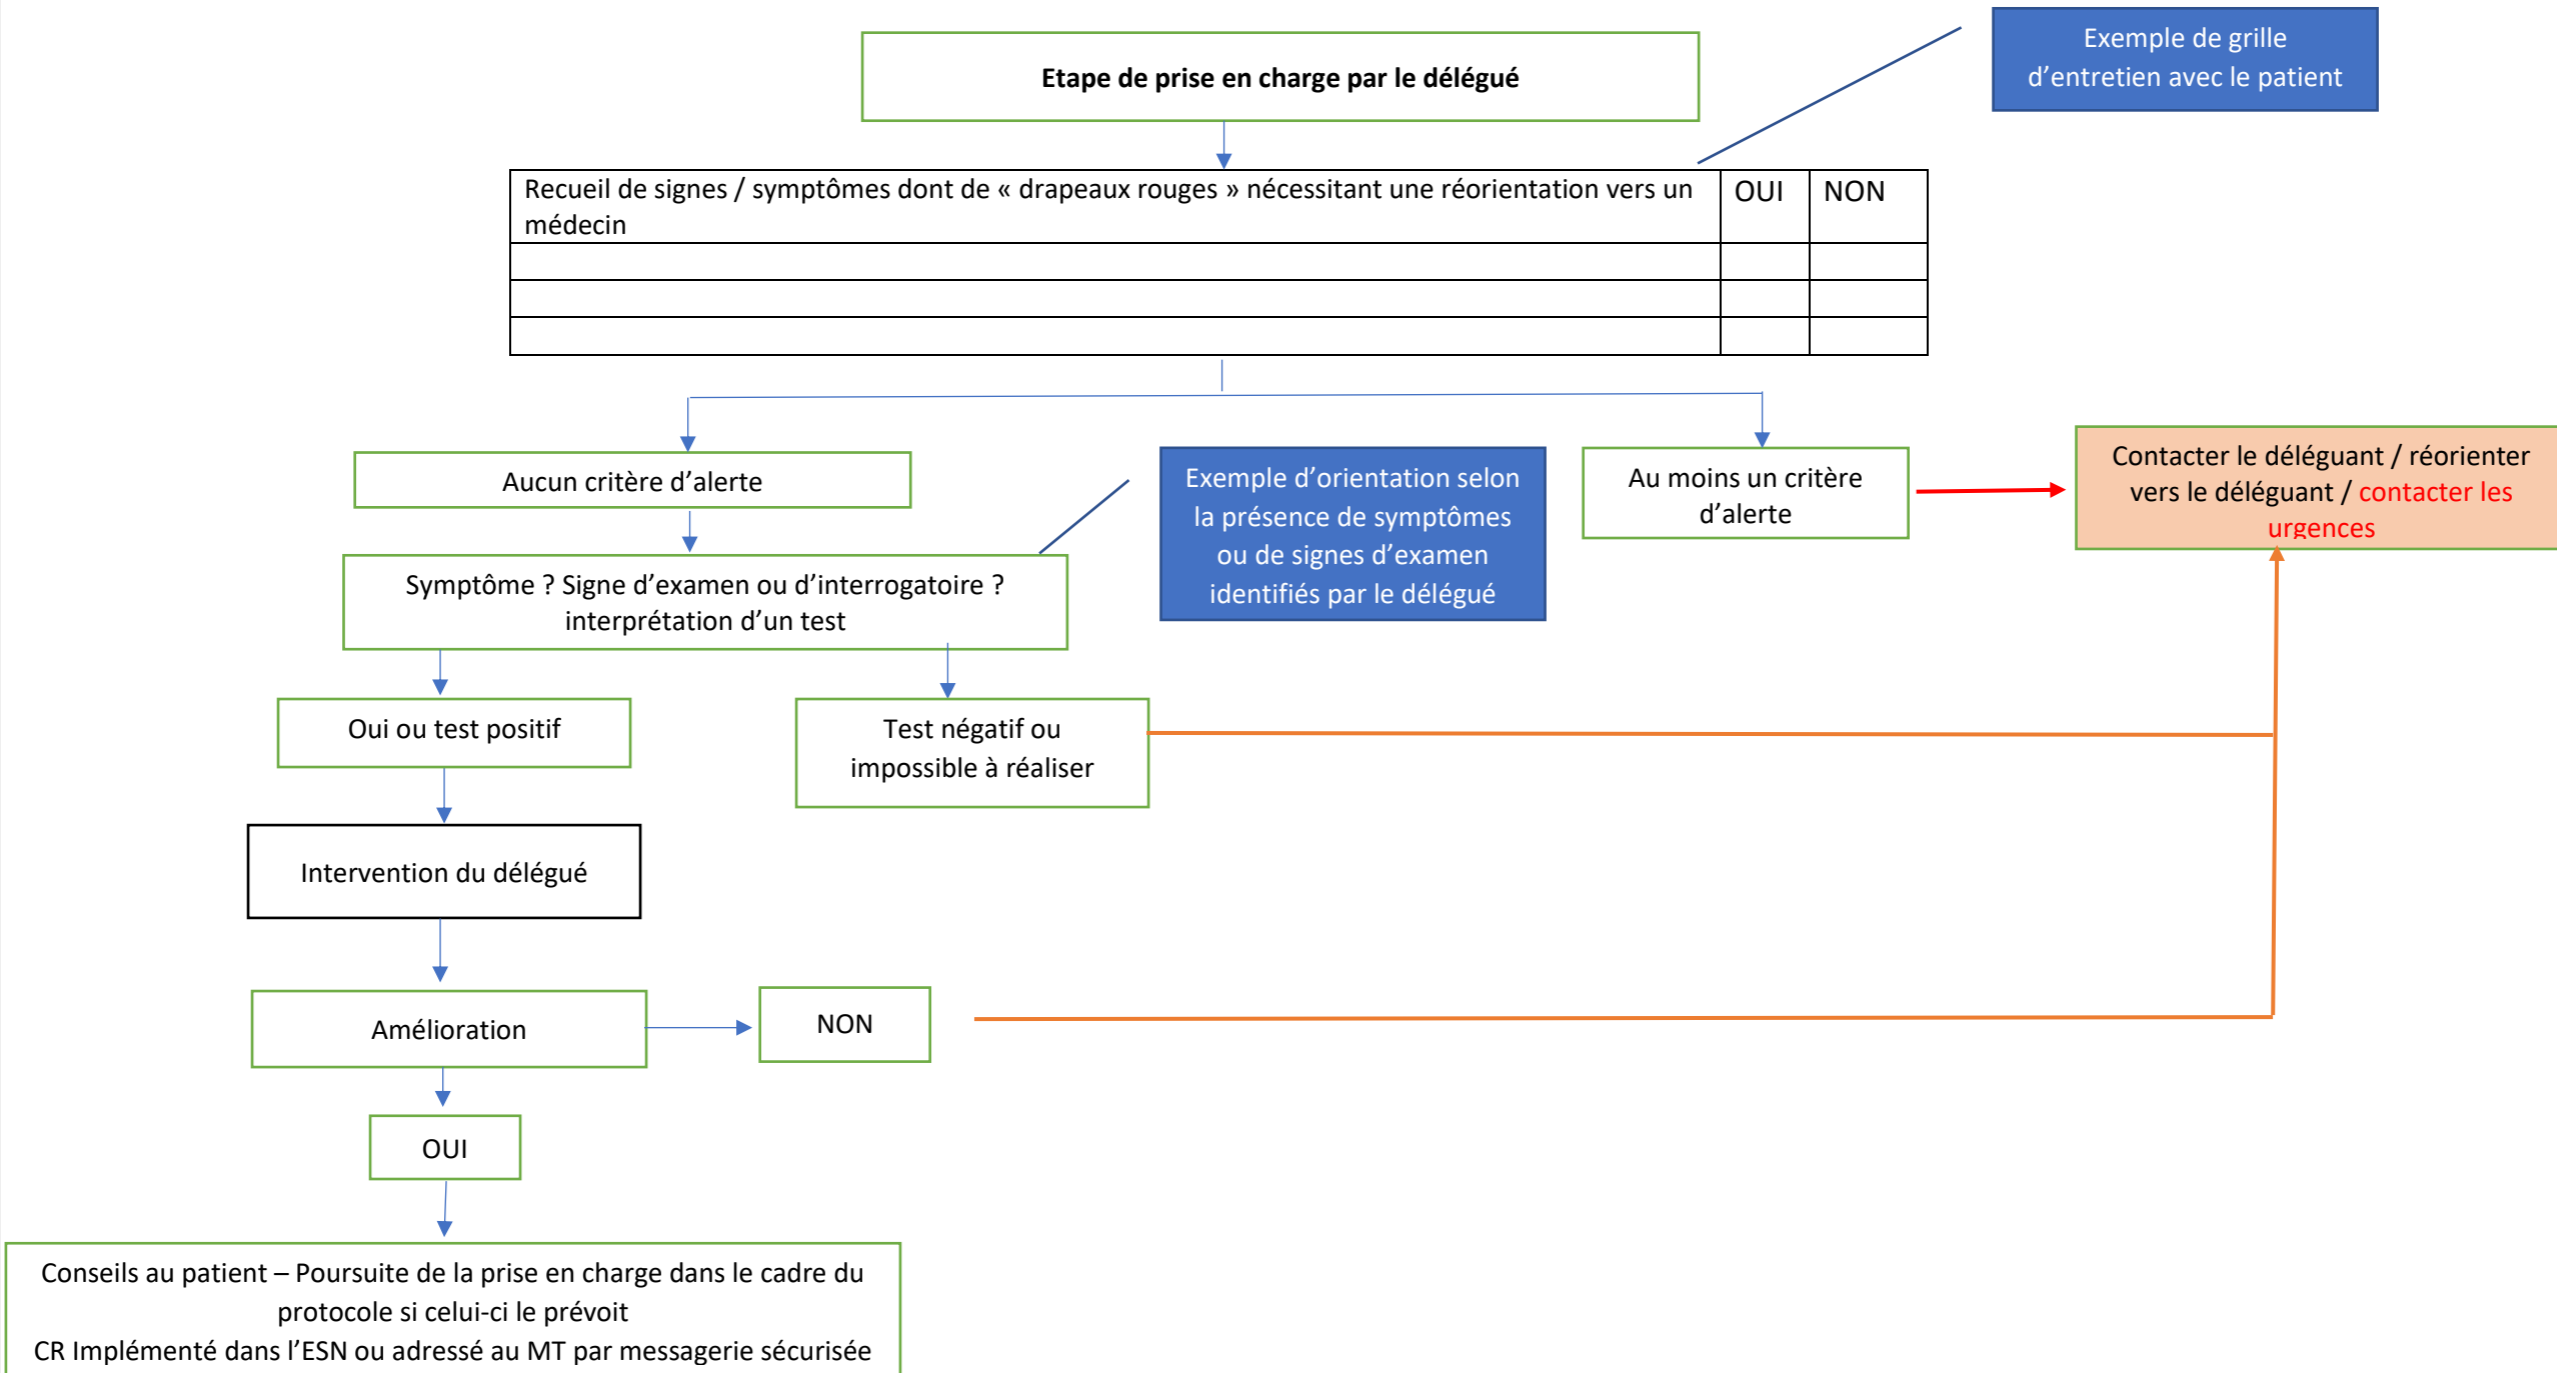 Etape de prise en charge par le délégué
Exemple de grille
d’entretien avec le patient
Recueil de signes / symptômes dont de « drapeaux rouges » nécessitant une réorientation vers un
médecin
OUI
NON
Aucun critère d’alerte
Exemple d’orientation selon
la présence de symptômes
ou de signes d’examen
identifiés par le délégué
Au moins un critère
d’alerte
Contacter le déléguant / réorienter
vers le déléguant / contacter les
urgences
Symptôme ? Signe d’examen ou d’interrogatoire ?
interprétation d’un test
Oui ou test positif
Test négatif ou
impossible à réaliser
Intervention du délégué
Amélioration
NON
OUI
Conseils au patient – Poursuite de la prise en charge dans le cadre du
protocole si celui-ci le prévoit
CR Implémenté dans l’ESN ou adressé au MT par messagerie sécurisée